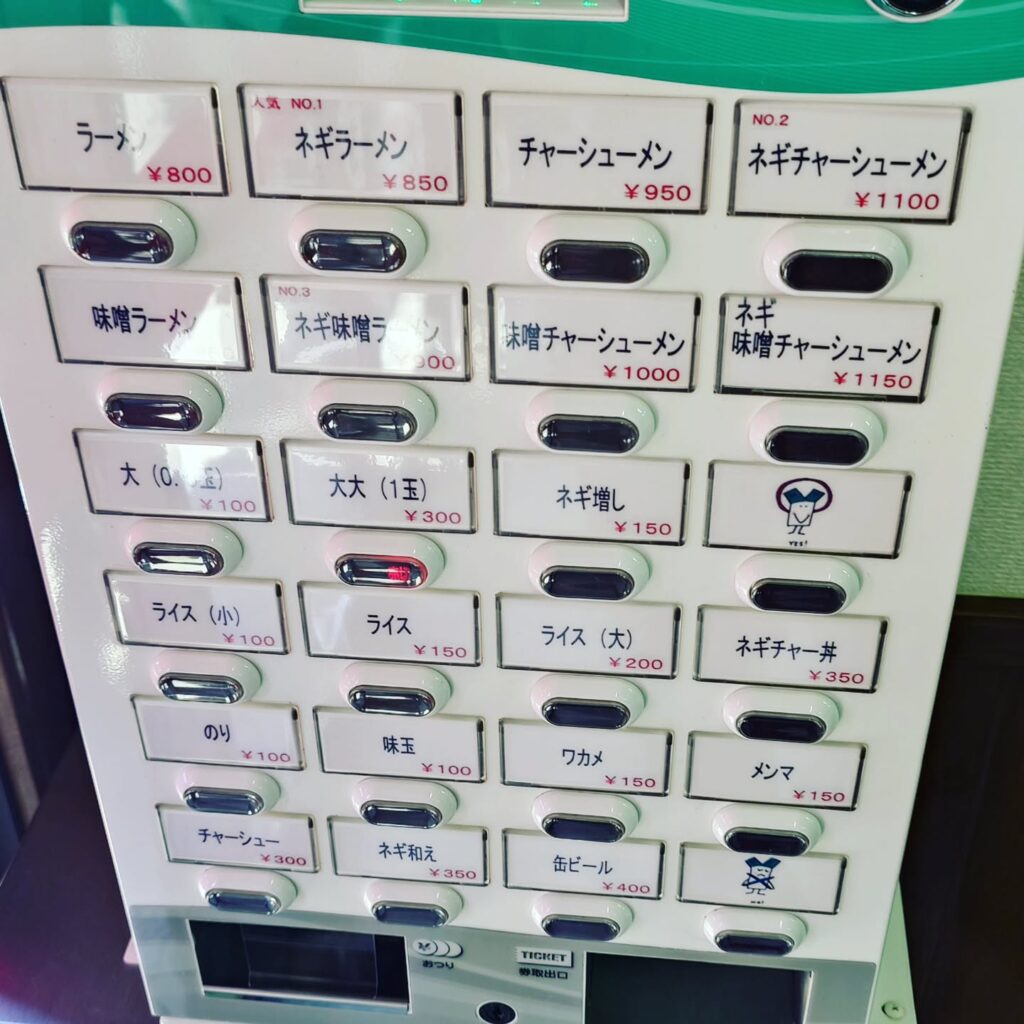 ラーメン
¥800
人気 NO.1
ネギラーメン
¥850
チャーシューメン
¥950
NO.2
ネギチャーシューメン
¥1100
味噌ラーメン
NO.3
ネギ味噌ラーメン
味噌チャーシューメン
¥1000
ネギ
味噌チャーシューメン
¥1150
大
¥100
大大（1玉）
¥300
ネギ増し
¥150
YES!
ライス（小）
¥100
ライス
¥150
ライス（大）
¥200
ネギチャー丼
¥350
のり
¥100
味玉
¥100
ワカメ
¥150
メンマ
¥150
チャーシュー
¥300
ネギ和え
¥350
缶ビール
¥400
おつり
TICKET
券取出口